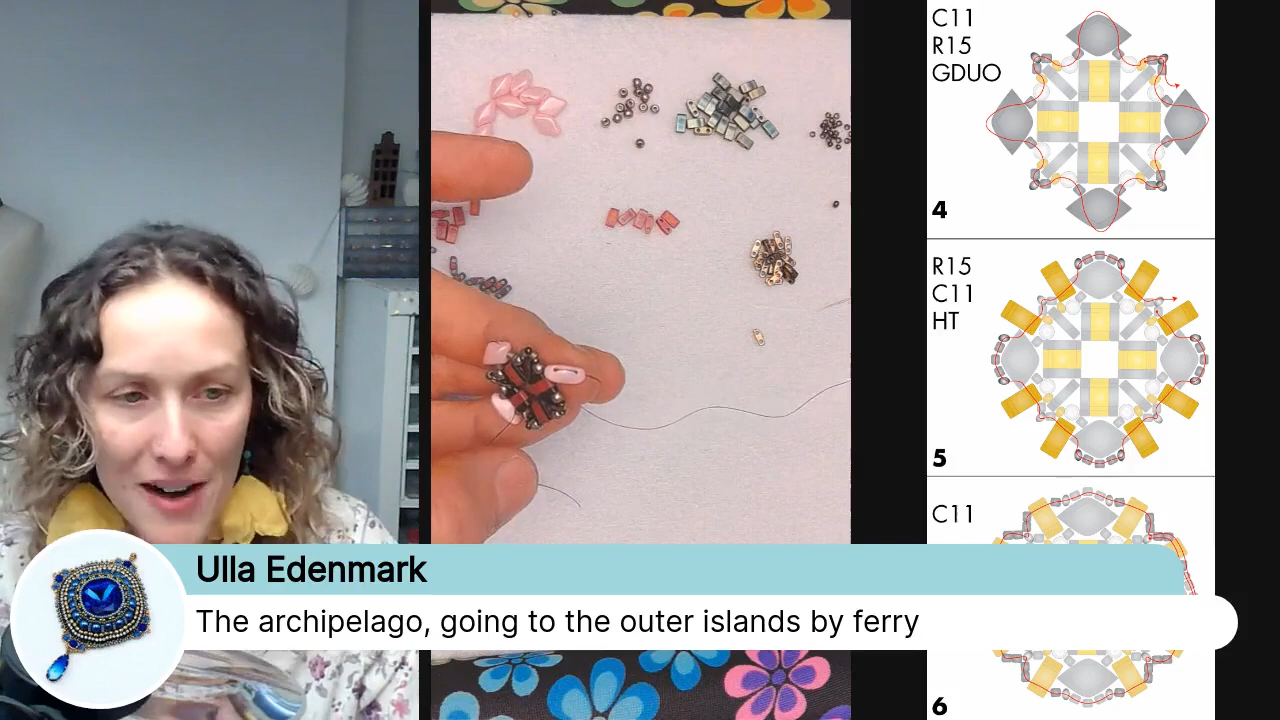 C11
R15
GDUO
4
R15
C11
HT
5
C11
6
Ulla Edenmark
The archipelago, going to the outer islands by ferry